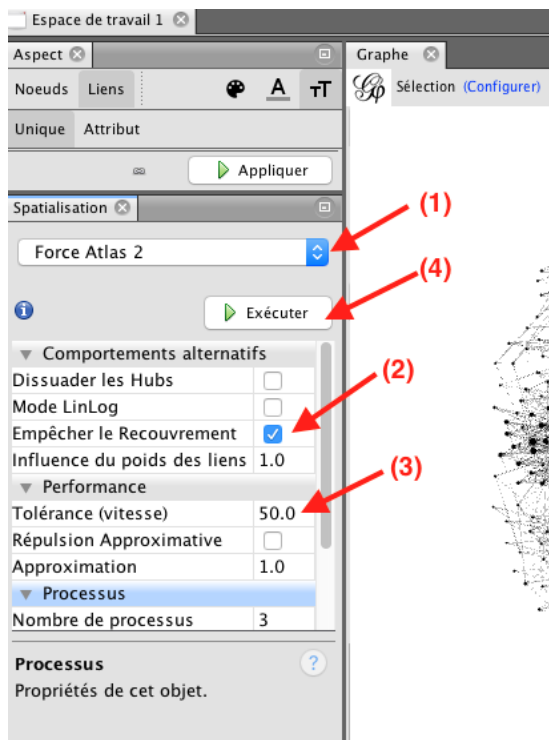 Espace de travail 1
Aspect
Graphe
Noeuds Liens A TT
Sélection (Configurer)
Unique Attribut
Appliquer
Spatialisation
(1)
Force Atlas 2
(4)
Exécuter
Comportements alternatifs
Dissuader les Hubs
(2)
Mode LinLog
Empêcher le Recouvrement
Influence du poids des liens 1.0
(3)
Performance
Tolérance (vitesse) 50.0
Répulsion Approximative
Approximation 1.0
Processus
Nombre de processus 3
Processus ?
Propriétés de cet objet.